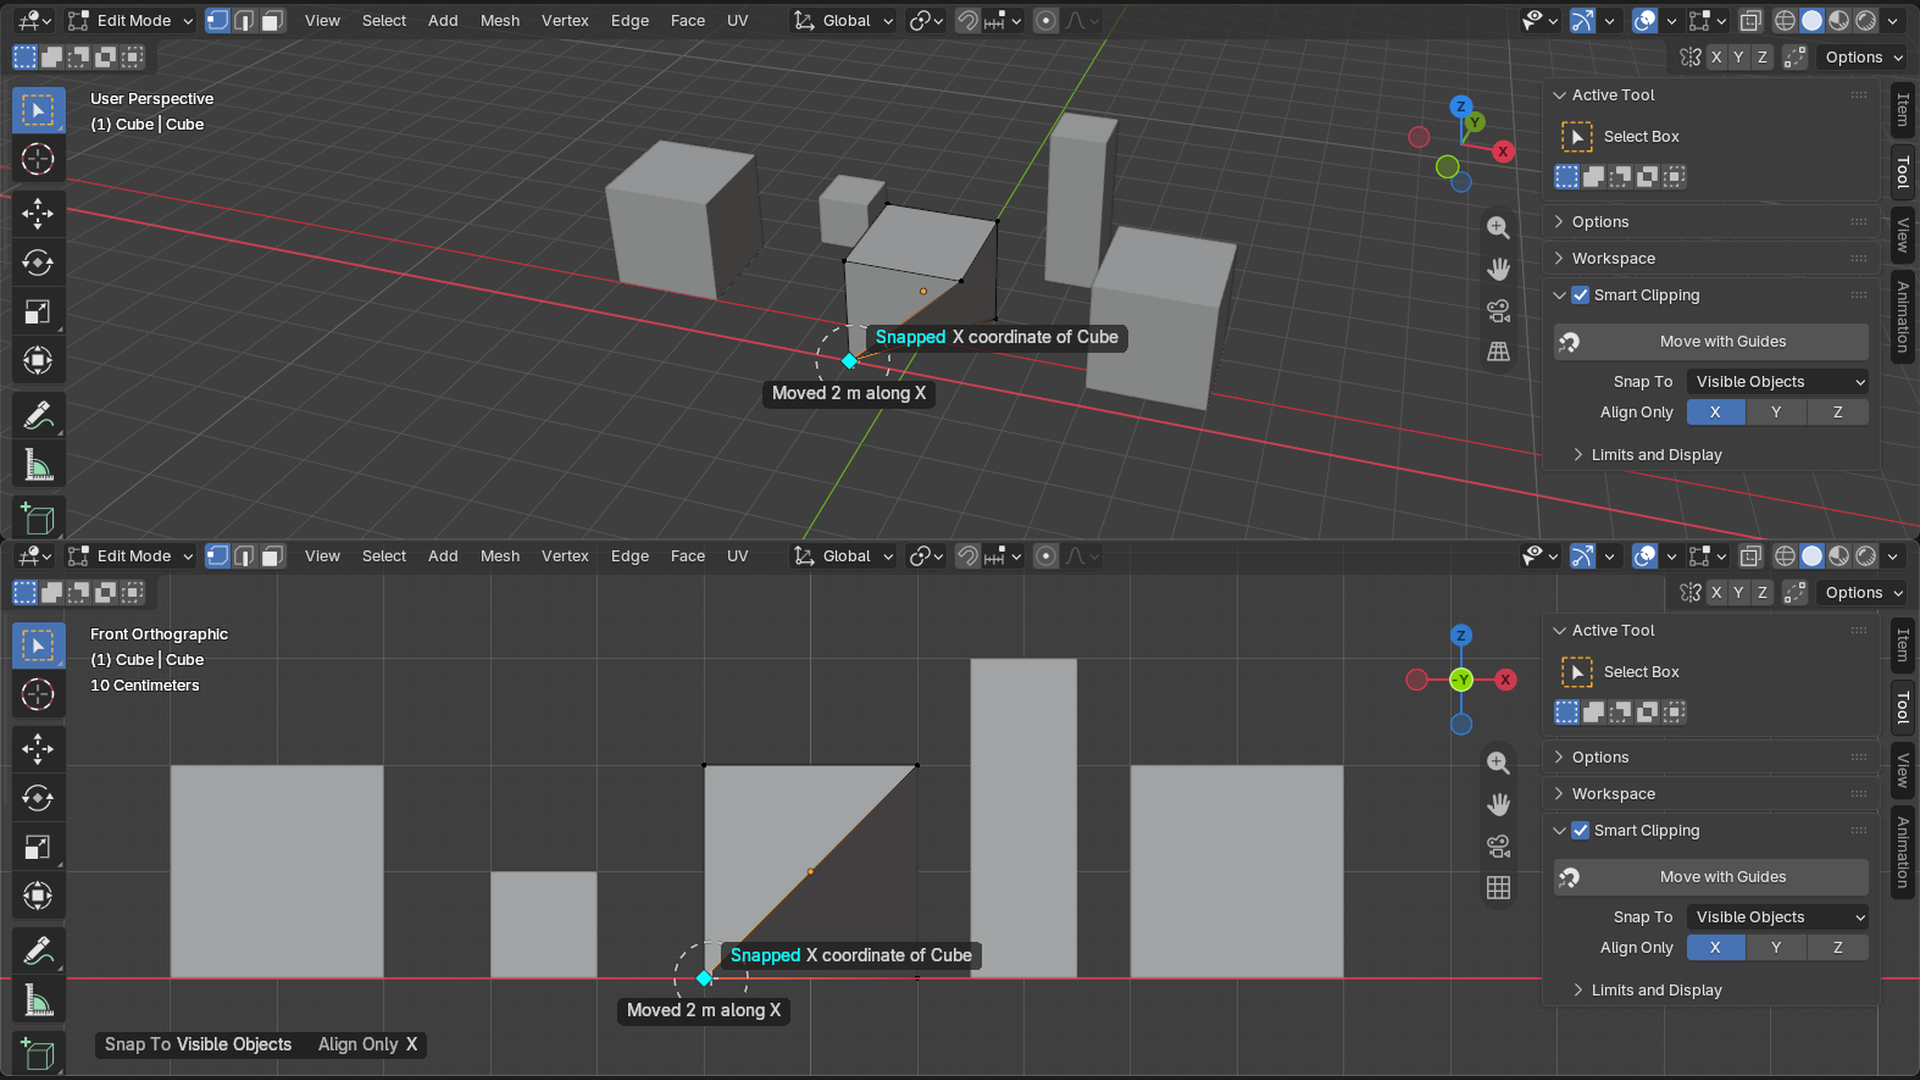 Edit Mode View Select Add Mesh Vertex Edge Face UV Global
X Y Z Options
User Perspective
(1) Cube | Cube
Z
Y
X
Active Tool
Select Box
Options
Workspace
Smart Clipping
Move with Guides
Snap To Visible Objects
Align Only X Y Z
Limits and Display
Item
Tool
View
Animation
Snapped X coordinate of Cube
Moved 2 m along X
Edit Mode View Select Add Mesh Vertex Edge Face UV Global
X Y Z Options
Front Orthographic
(1) Cube | Cube
10 Centimeters
Z
-Y
X
Active Tool
Select Box
Options
Workspace
Smart Clipping
Move with Guides
Snap To Visible Objects
Align Only X Y Z
Limits and Display
Item
Tool
View
Animation
Snapped X coordinate of Cube
Moved 2 m along X
Snap To Visible Objects Align Only X